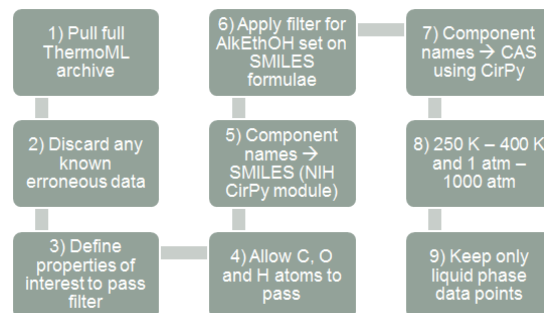 1) Pull full
ThermoML
archive
2) Discard any
known
erroneous data
3) Define
properties of
interest to pass
filter
4) Allow C, O
and H atoms to
pass
5) Component
names →
SMILES (NIH
CirPy module)
6) Apply filter for
AlkEthOH set on
SMILES
formulae
7) Component
names → CAS
using CirPy
8) 250 K – 400 K
and 1 atm –
1000 atm
9) Keep only
liquid phase
data points